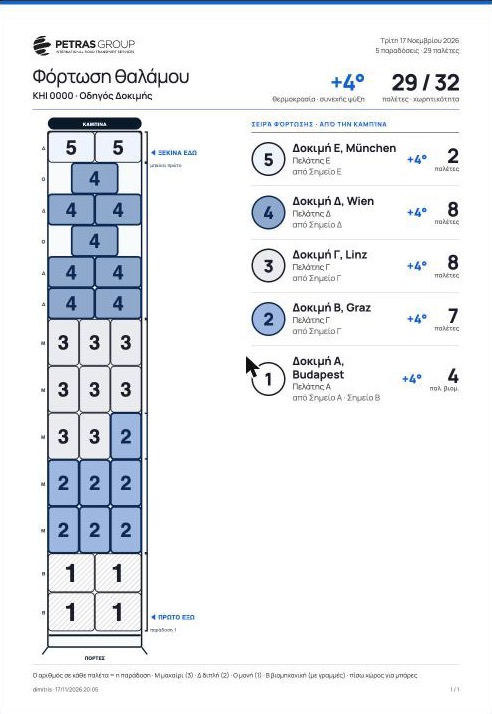 PETRAS GROUP
INTERNATIONAL ROAD TRANSPORT SERVICES
Τρίτη 17 Νοεμβρίου 2026
5 παραδόσεις · 29 παλέτες
Φόρτωση θαλάμου
ΚΗΙ 0000 · Οδηγός Δοκιμής
+4° 29 / 32
θερμοκρασία · συνεχής ψύξη παλέτες · χωρητικότητα
ΚΑΜΠΙΝΑ
Δ 5 5
◀ ΞΕΚΙΝΑ ΕΔΩ
μπαίνει πρώτο
Ο 4
Δ 4 4
Ο 4
Δ 4 4
Δ 4 4
Μ 3 3 3
Μ 3 3 3
Μ 3 3 2
Μ 2 2 2
Μ 2 2 2
Β 1 1
Β 1 1
◀ ΠΡΩΤΟ ΕΞΩ
παράδοση 1
ΠΟΡΤΕΣ
ΣΕΙΡΑ ΦΟΡΤΩΣΗΣ · ΑΠΟ ΤΗΝ ΚΑΜΠΙΝΑ
5 Δοκιμή Ε, München +4° 2
Πελάτης Ε παλέτες
από Σημείο Ε
4 Δοκιμή Δ, Wien +4° 8
Πελάτης Δ παλέτες
από Σημείο Δ
3 Δοκιμή Γ, Linz +4° 8
Πελάτης Γ παλέτες
από Σημείο Γ
2 Δοκιμή Β, Graz +4° 7
Πελάτης Γ παλέτες
από Σημείο Γ
1 Δοκιμή Α,
Budapest +4° 4
Πελάτης Α παλ. βιομ.
από Σημείο Α · Σημείο Β
Ο αριθμός σε κάθε παλέτα = η παράδοση · Μ μαχαίρι (3) · Δ διπλή (2) · Ο μονή (1) · Β βιομηχανική (με γραμμές) · πίσω χώρος για μπάρες
dimitris · 17/11/2026, 20:05 1 / 1